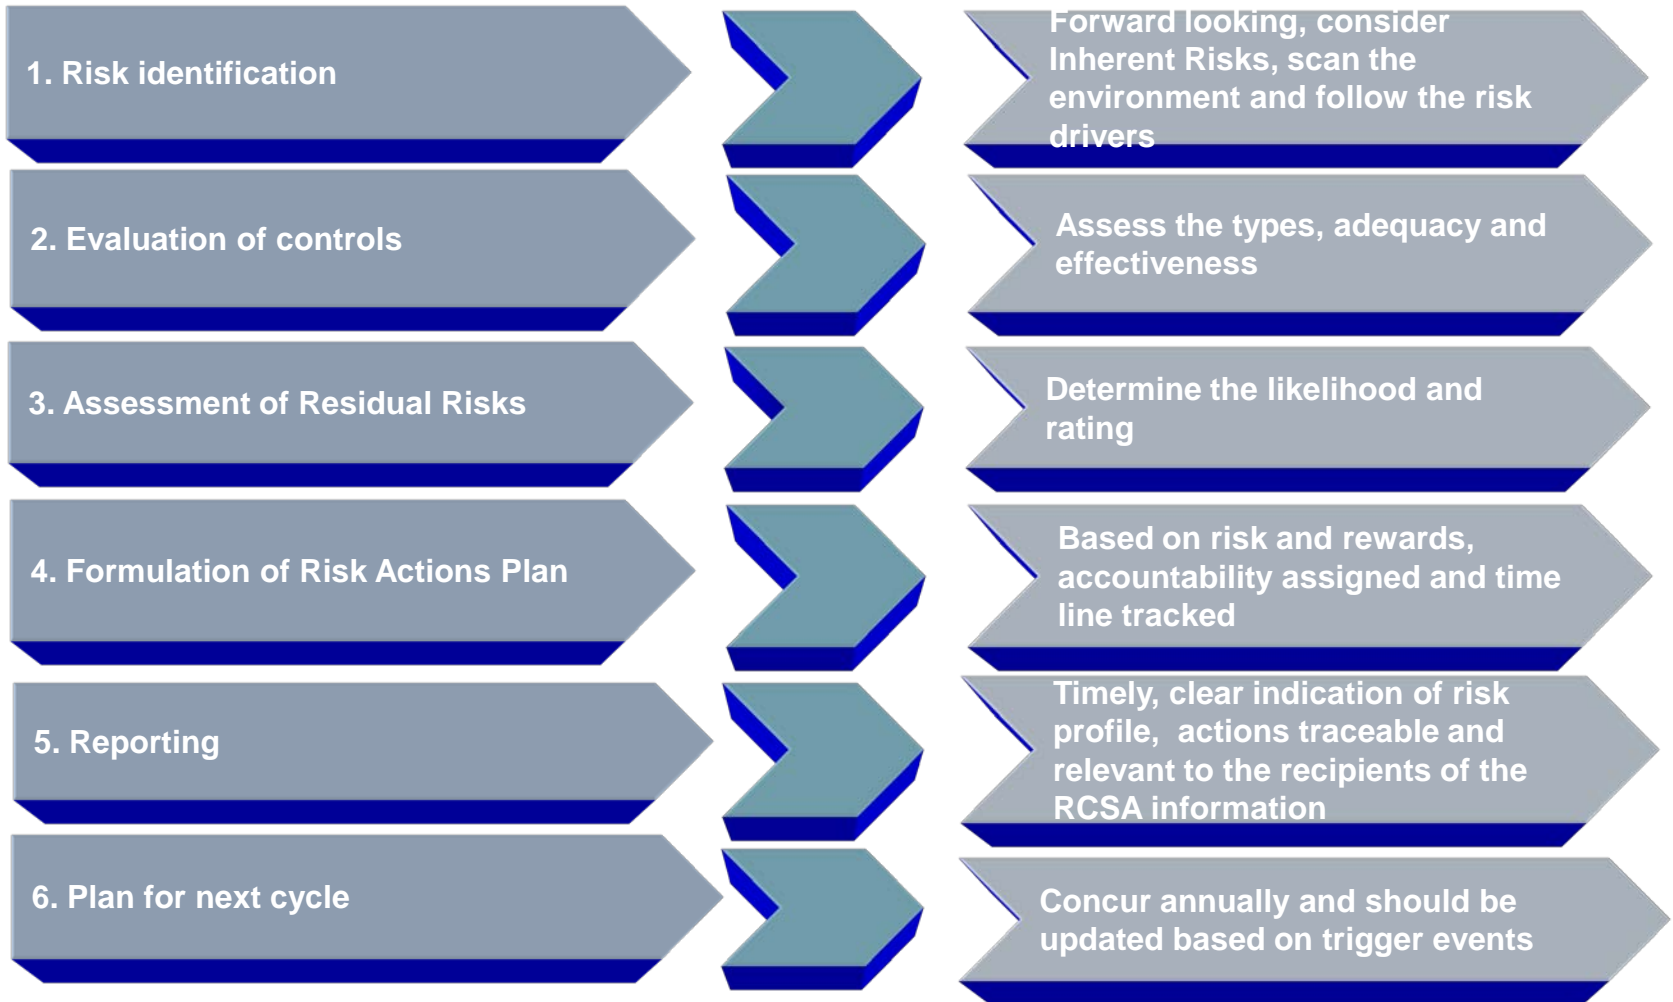 1. Risk identification
Forward looking, consider
Inherent Risks, scan the
environment and follow the risk
drivers
2. Evaluation of controls
Assess the types, adequacy and
effectiveness
3. Assessment of Residual Risks
Determine the likelihood and
rating
4. Formulation of Risk Actions Plan
Based on risk and rewards,
accountability assigned and time
line tracked
5. Reporting
Timely, clear indication of risk
profile,  actions traceable and
relevant to the recipients of the
RCSA information
6. Plan for next cycle
Concur annually and should be
updated based on trigger events